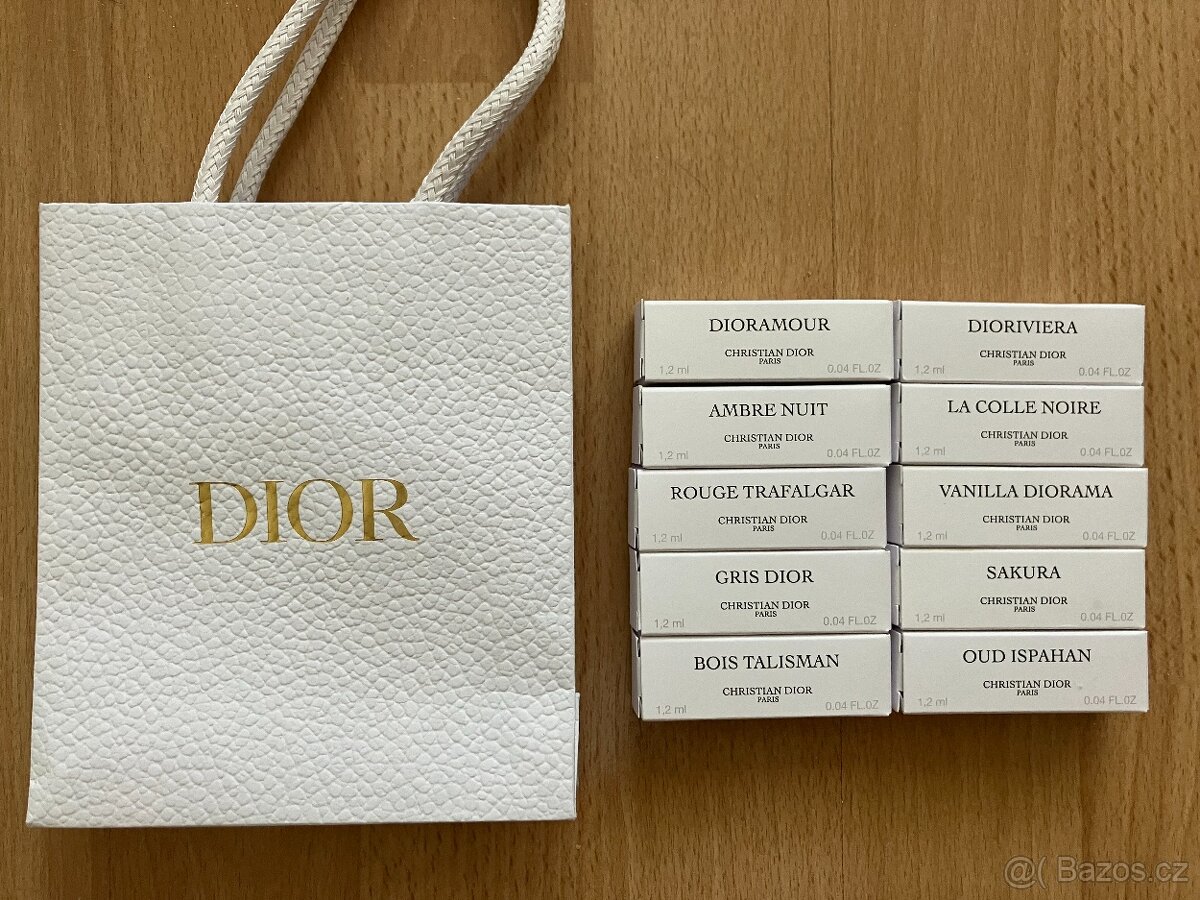 DIOR
DIORAMOUR
CHRISTIAN DIOR
PARIS
1,2 ml 0.04 FL.OZ
DIORIVIERA
CHRISTIAN DIOR
PARIS
1,2 ml 0.04 FL.OZ
AMBRE NUIT
CHRISTIAN DIOR
PARIS
1,2 ml 0.04 FL.OZ
LA COLLE NOIRE
CHRISTIAN DIOR
PARIS
1,2 ml 0.04 FL.OZ
ROUGE TRAFALGAR
CHRISTIAN DIOR
PARIS
1,2 ml 0.04 FL.OZ
VANILLA DIORAMA
CHRISTIAN DIOR
PARIS
1,2 ml 0.04 FL.OZ
GRIS DIOR
CHRISTIAN DIOR
PARIS
1,2 ml 0.04 FL.OZ
SAKURA
CHRISTIAN DIOR
PARIS
1,2 ml 0.04 FL.OZ
BOIS TALISMAN
CHRISTIAN DIOR
PARIS
1,2 ml 0.04 FL.OZ
OUD ISPAHAN
CHRISTIAN DIOR
PARIS
1,2 ml 0.04 FL.OZ
@( Bazos.cz